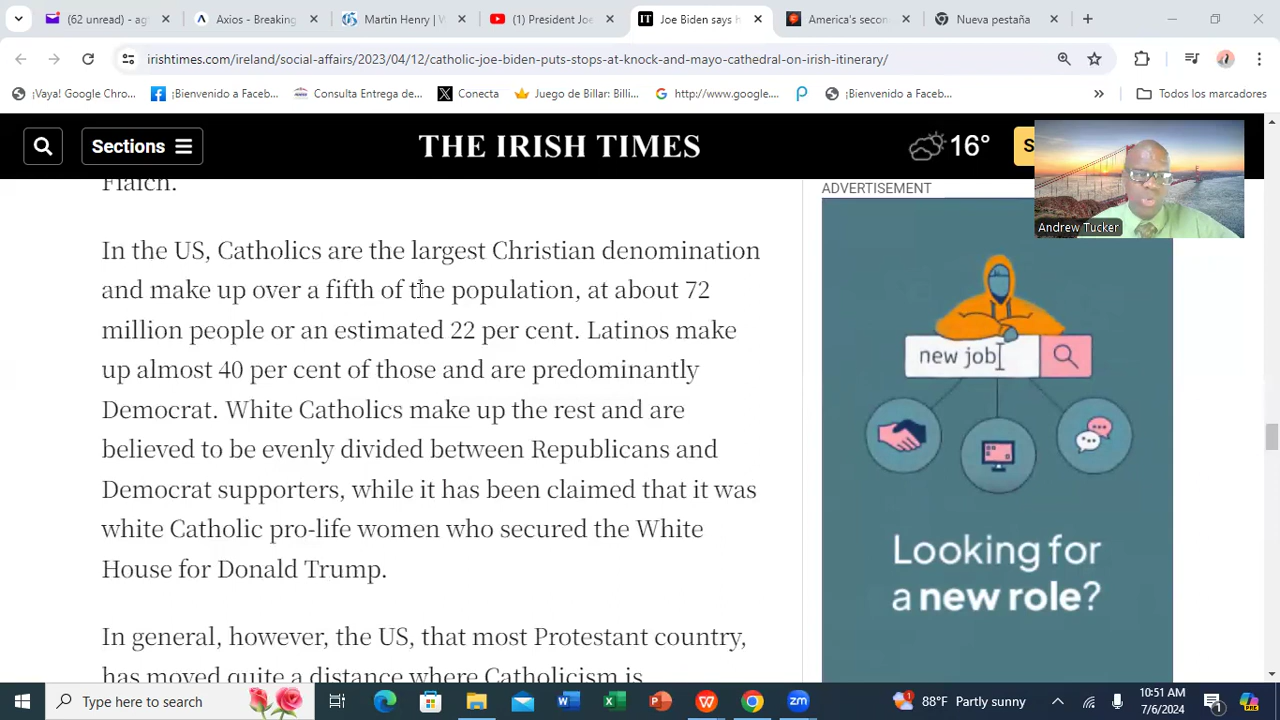 (62 unread) - ag
Axios - Breaking
Martin Henry | W
(1) President Joe
Joe Biden says h
America's secon
Nueva pestaña
irishtimes.com/ireland/social-affairs/2023/04/12/catholic-joe-biden-puts-stops-at-knock-and-mayo-cathedral-on-irish-itinerary/
¡Vaya! Google Chro...
¡Bienvenido a Faceb...
Consulta Entrega de...
Conecta
Juego de Billar: Billi...
http://www.google....
¡Bienvenido a Faceb...
»
Todos los marcadores
Sections
THE IRISH TIMES
16°
S
Andrew Tucker
ADVERTISEMENT
Fiaich.
In the US, Catholics are the largest Christian denomination
and make up over a fifth of the population, at about 72
million people or an estimated 22 per cent. Latinos make
up almost 40 per cent of those and are predominantly
Democrat. White Catholics make up the rest and are
believed to be evenly divided between Republicans and
Democrat supporters, while it has been claimed that it was
white Catholic pro-life women who secured the White
House for Donald Trump.
In general, however, the US, that most Protestant country,
has moved quite a distance where Catholicism is
new job
Looking for
a new role?
Type here to search
88°F Partly sunny
10:51 AM
7/6/2024